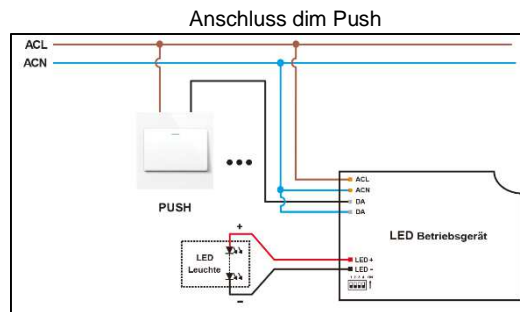 Anschluss dim Push
ACL
ACN
PUSH
ACL
ACN
DA
DA
LED Betriebsgerät
+
LED
Leuchte
−
LED +
LED −